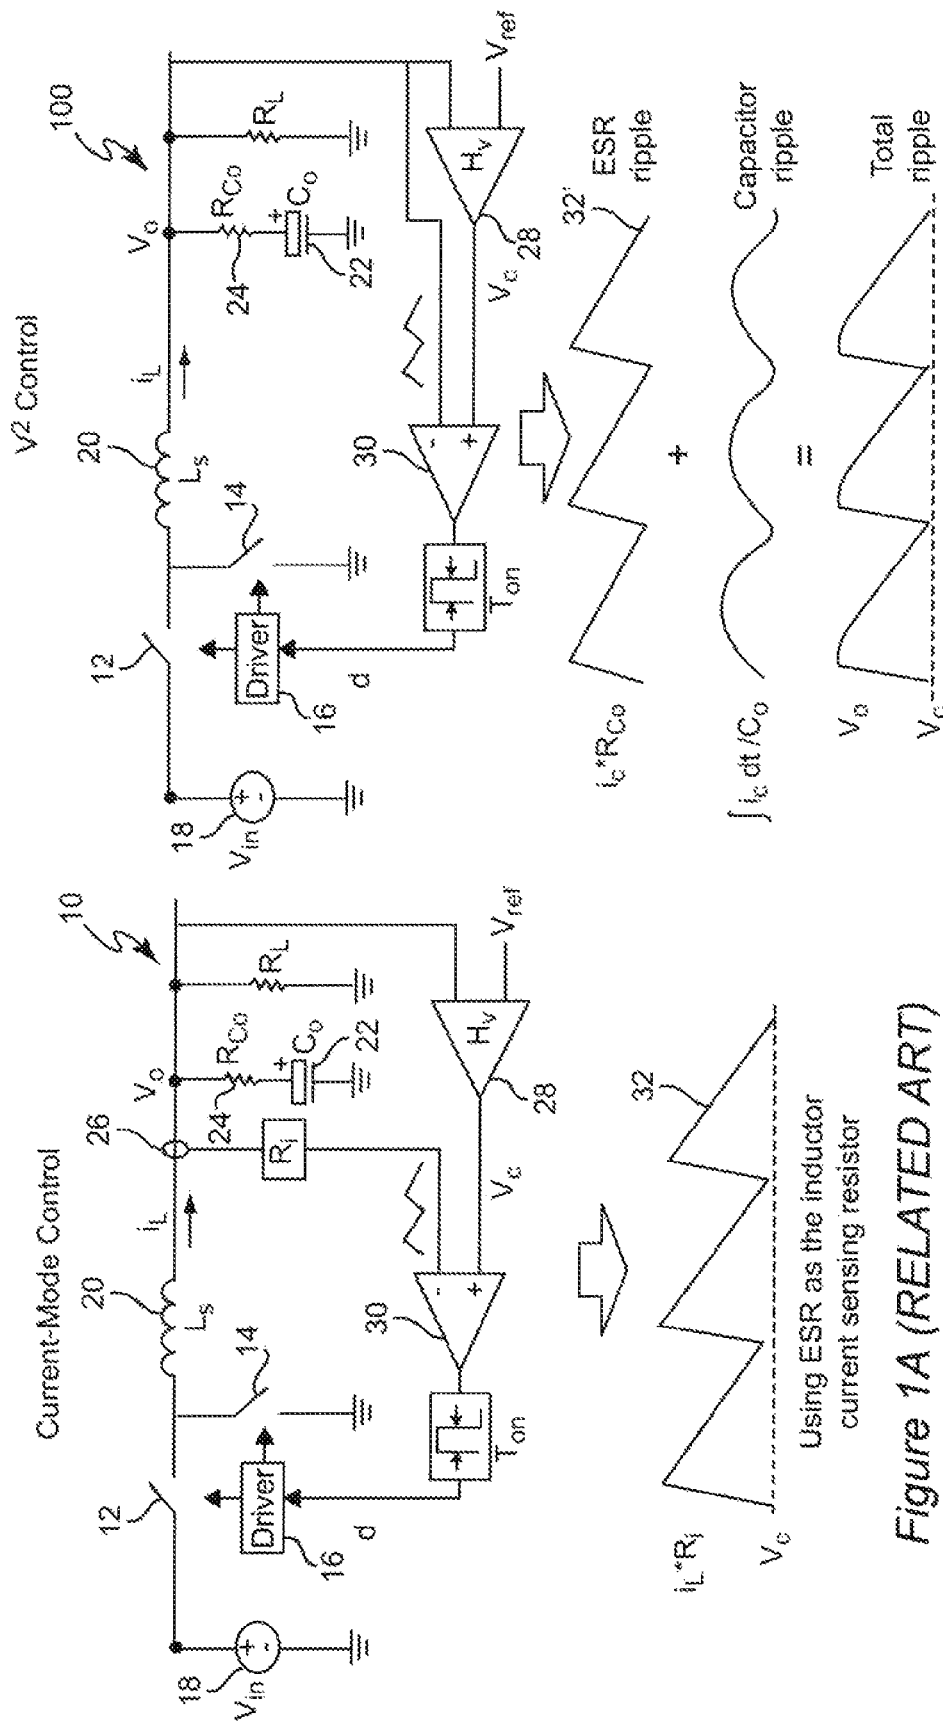 Current-Mode Control
10
12
20
Ls
iL
26
Vo
24
RCo
RL
+
Co
22
14
Ri
Driver
16
18
+
-
Vin
d
Ton
30
-
+
Vc
Hv
28
Vref
iL*Ri
Vc
32
Using ESR as the inductor
current sensing resistor
V² Control
100
12
20
Ls
iL
Vo
24
RCo
RL
+
Co
22
14
Driver
16
18
+
-
Vin
d
Ton
30
-
+
Vc
Hv
28
Vref
ic*RCo
32'
ESR
ripple
+
∫ic dt/Co
Capacitor
ripple
=
Vo
Vc
Total
ripple
Figure 1A (RELATED ART)